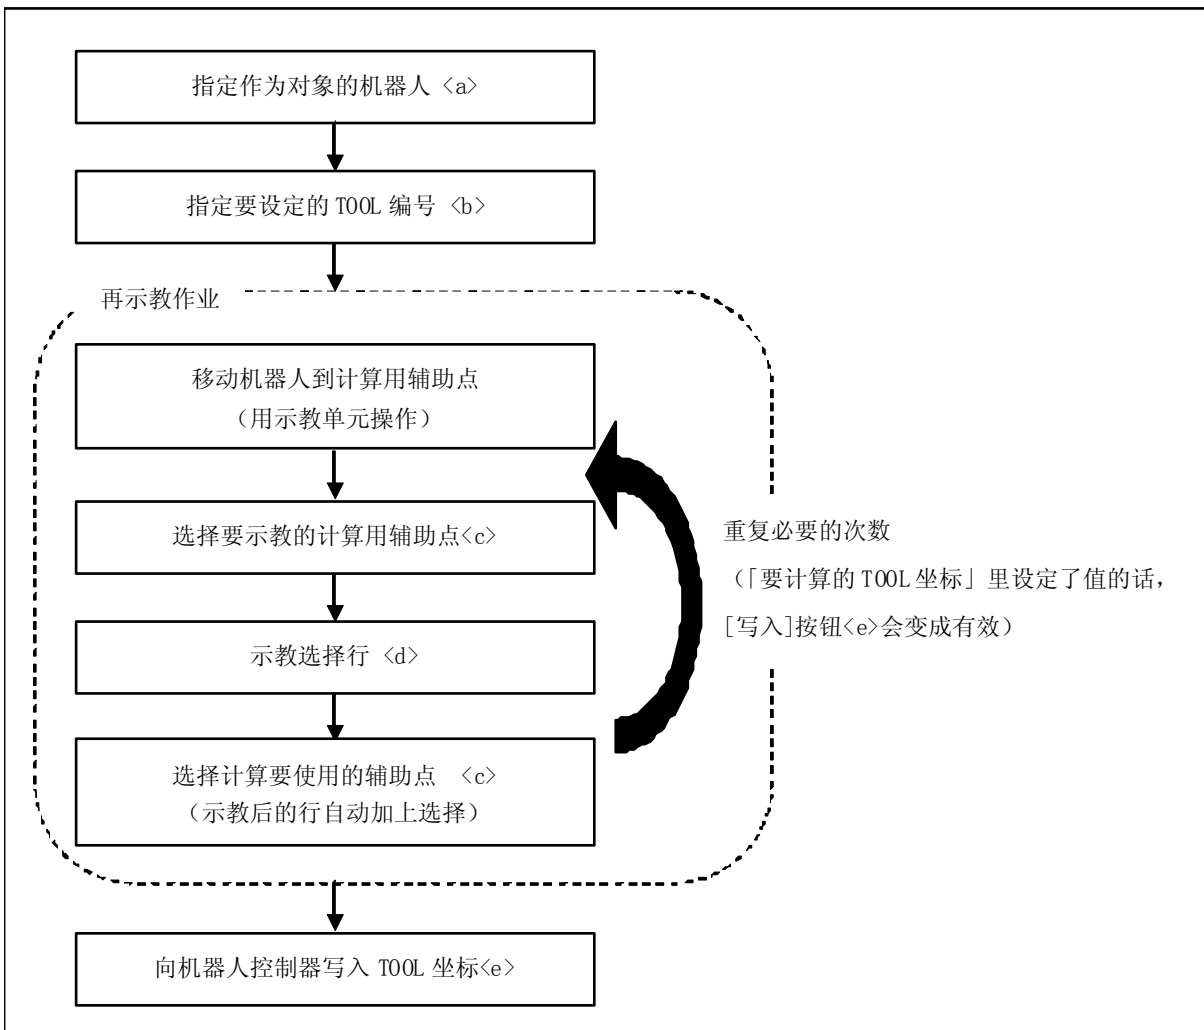 指定作为对象的机器人 <a>
指定要设定的 TOOL 编号 <b>
再示教作业
移动机器人到计算用辅助点
（用示教单元操作）
选择要示教的计算用辅助点<c>
示教选择行 <d>
选择计算要使用的辅助点 <c>
（示教后的行自动加上选择）
重复必要的次数
（「要计算的 TOOL 坐标」里设定了值的话，
[写入]按钮<e>会变成有效）
向机器人控制器写入 TOOL 坐标<e>